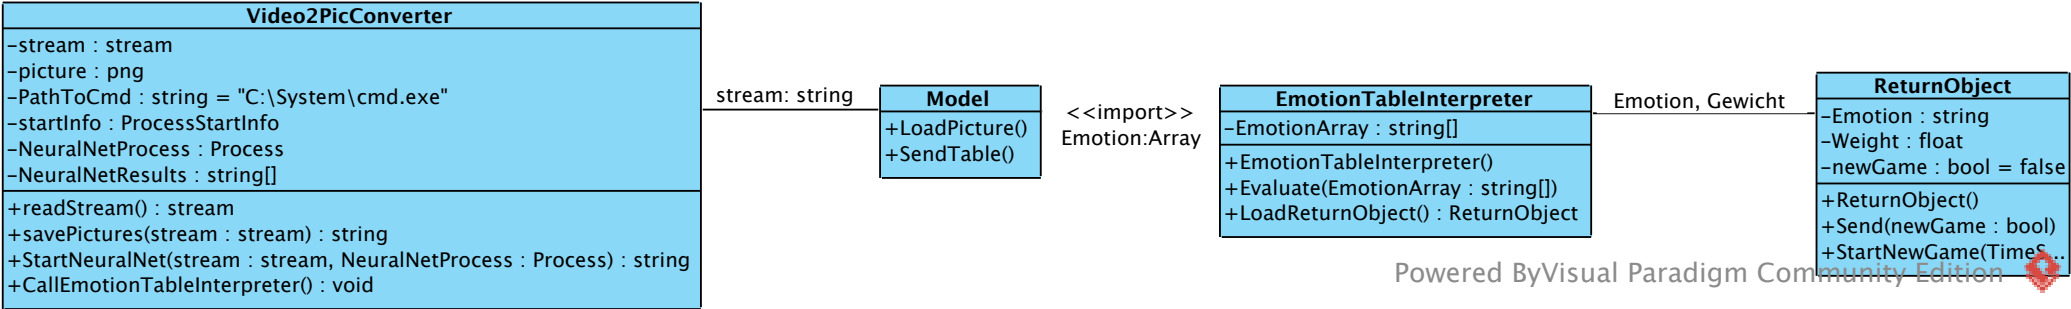 Video2PicConverter
-stream : stream
-picture : png
-PathToCmd : string = "C:\System\cmd.exe"
-startInfo : ProcessStartInfo
-NeuralNetProcess : Process
-NeuralNetResults : string[]
+readStream() : stream
+savePictures(stream : stream) : string
+StartNeuralNet(stream : stream, NeuralNetProcess : Process) : string
+CallEmotionTableInterpreter() : void
stream: string
Model
+LoadPicture()
+SendTable()
<<import>>
Emotion:Array
EmotionTableInterpreter
-EmotionArray : string[]
+EmotionTableInterpreter()
+Evaluate(EmotionArray : string[])
+LoadReturnObject() : ReturnObject
Emotion, Gewicht
ReturnObject
-Emotion : string
-Weight : float
-newGame : bool = false
+ReturnObject()
+Send(newGame : bool)
+StartNewGame(TimeS...
Powered ByVisual Paradigm Community Edition